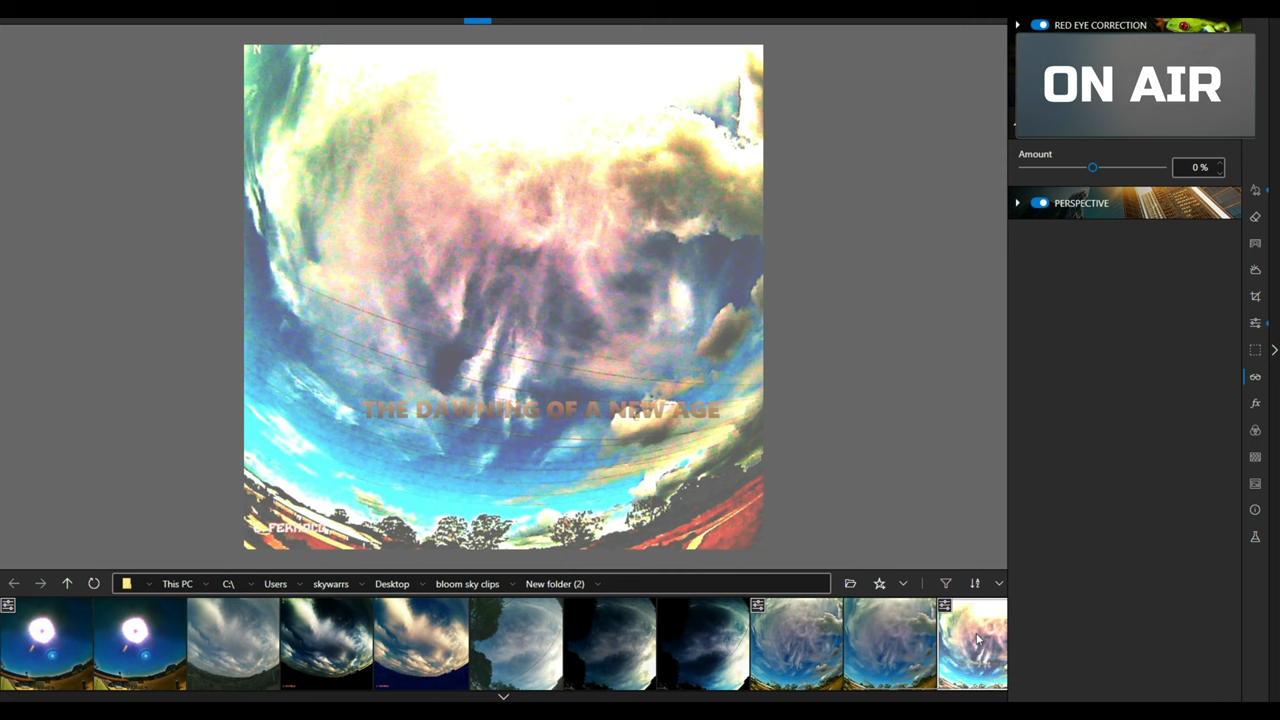 RED EYE CORRECTION
ON AIR
Amount
0 %
PERSPECTIVE
N
THE DAWNING OF A NEW AGE
This PC
C:\
Users
skywarrs
Desktop
bloom sky clips
New folder (2)
fx